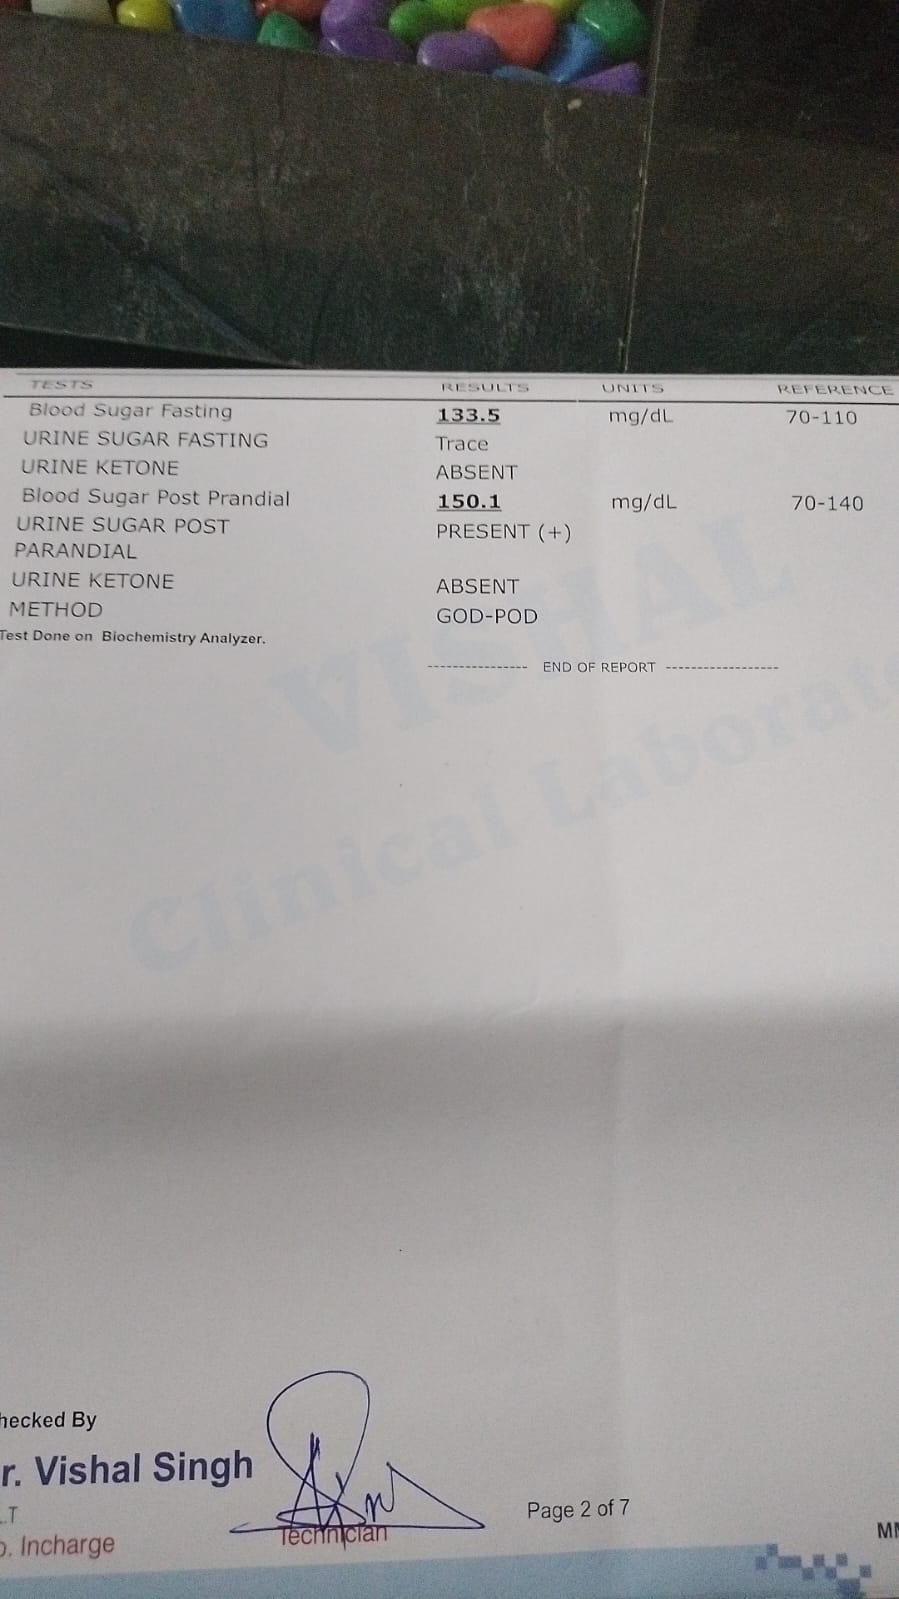 TESTS RESULTS UNITS REFERENCE
Blood Sugar Fasting 133.5 mg/dL 70-110
URINE SUGAR FASTING Trace
URINE KETONE ABSENT
Blood Sugar Post Prandial 150.1 mg/dL 70-140
URINE SUGAR POST PRESENT (+)
PARANDIAL
URINE KETONE ABSENT
METHOD GOD-POD
Test Done on Biochemistry Analyzer.
---------------- END OF REPORT ------------------
VISHAL
Clinical Laborat
hecked By
r. Vishal Singh
LT
Technician
Page 2 of 7
o. Incharge